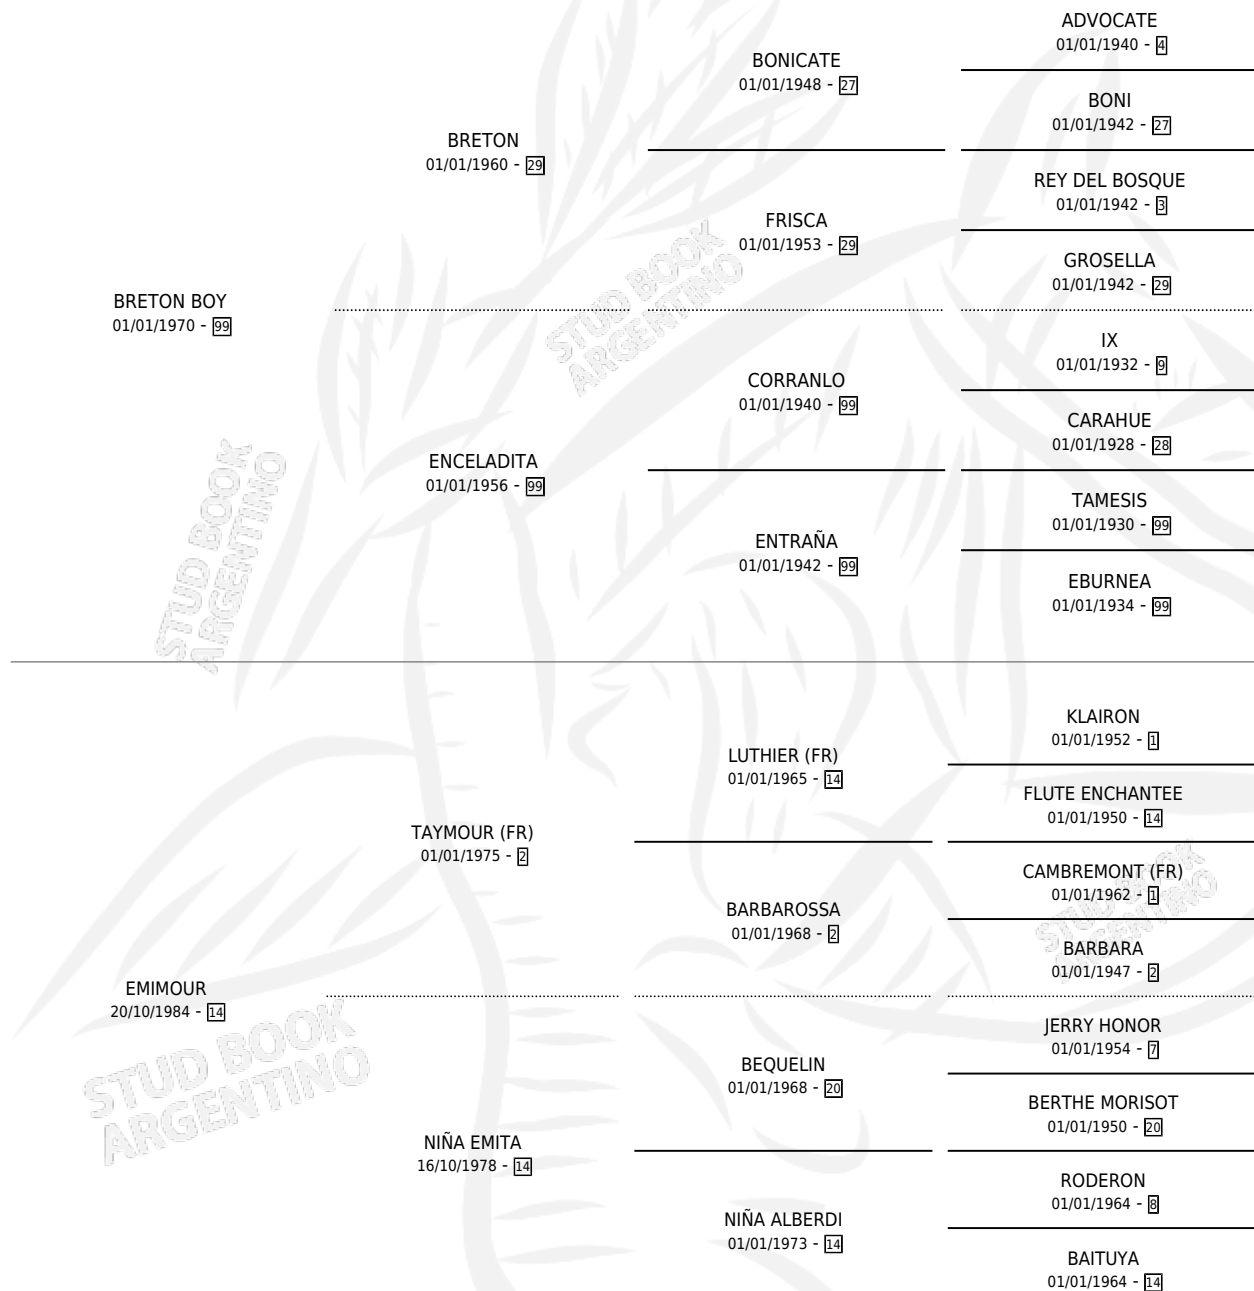 ADVOCATE
01/01/1940 - 4
BONICATE
01/01/1948 - 27
BONI
01/01/1942 - 27
BRETON
01/01/1960 - 29
REY DEL BOSQUE
01/01/1942 - 3
FRISCA
01/01/1953 - 29
GROSELLA
01/01/1942 - 29
BRETON BOY
01/01/1970 - 99
IX
01/01/1932 - 9
CORRANLO
01/01/1940 - 99
CARAHUE
01/01/1928 - 28
ENCELADITA
01/01/1956 - 99
TAMESIS
01/01/1930 - 99
ENTRAÑA
01/01/1942 - 99
EBURNEA
01/01/1934 - 99
KLAIRON
01/01/1952 - 1
LUTHIER (FR)
01/01/1965 - 14
FLUTE ENCHANTEE
01/01/1950 - 14
TAYMOUR (FR)
01/01/1975 - 2
CAMBREMONT (FR)
01/01/1962 - 1
BARBAROSSA
01/01/1968 - 2
BARBARA
01/01/1947 - 2
EMIMOUR
20/10/1984 - 14
JERRY HONOR
01/01/1954 - 7
BEQUELIN
01/01/1968 - 20
BERTHE MORISOT
01/01/1950 - 20
NIÑA EMITA
16/10/1978 - 14
RODERON
01/01/1964 - 8
NIÑA ALBERDI
01/01/1973 - 14
BAITUYA
01/01/1964 - 14
STUD BOOK
ARGENTINO
STUD BOOK
ARGENTINO
STUD BOOK
ARGENTINO
STUD BOOK
ARGENTINO